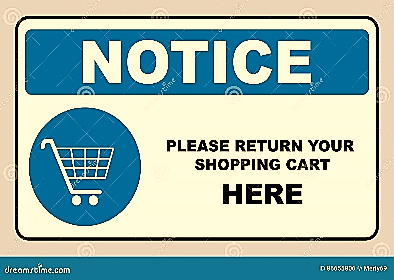 NOTICE
PLEASE RETURN YOUR
SHOPPING CART
HERE
dreamstime.com